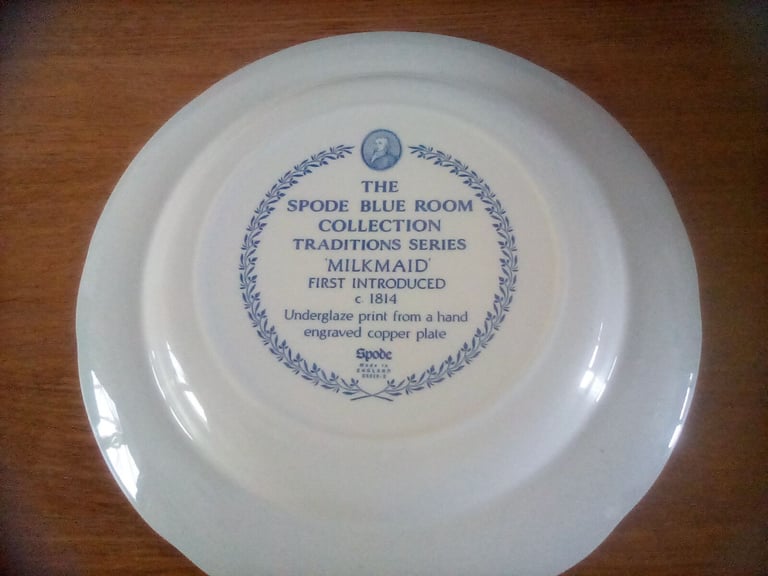 THE
SPODE BLUE ROOM
COLLECTION
TRADITIONS SERIES
'MILKMAID'
FIRST INTRODUCED
c. 1814
Underglaze print from a hand
engraved copper plate
Spode
Made in
ENGLAND